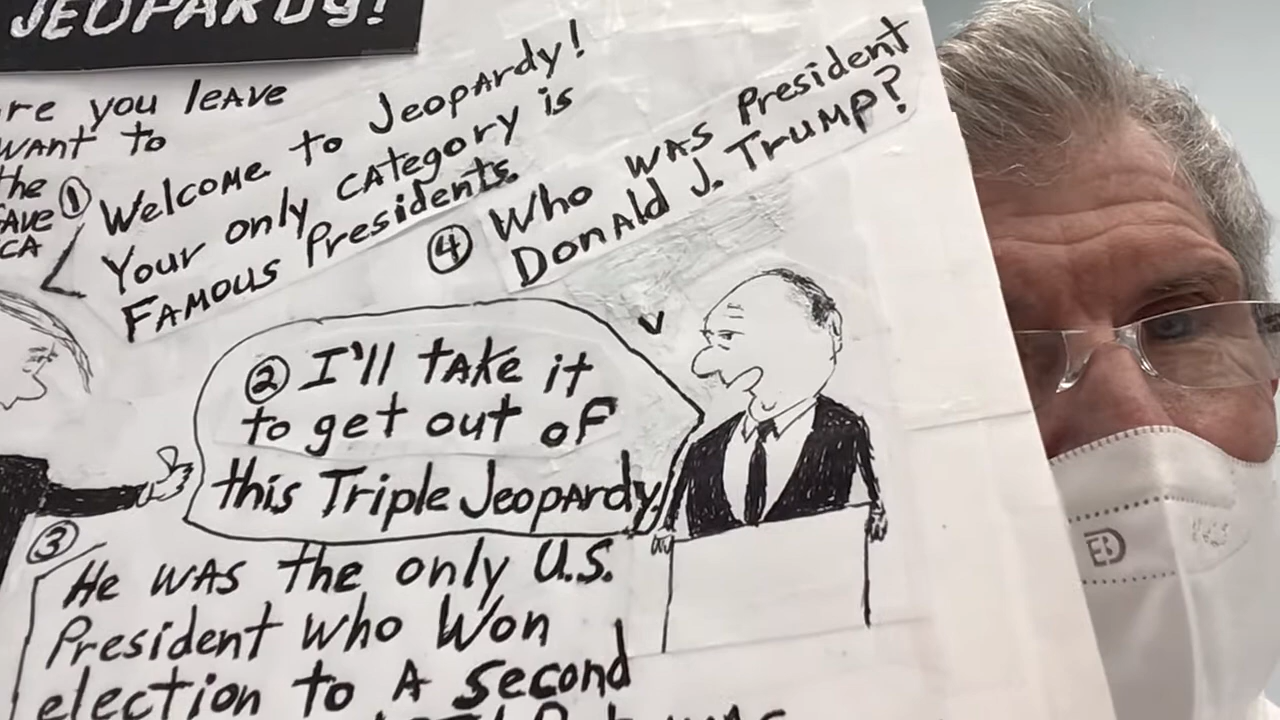 JEOPARDY!
re you leave
want to
the
CA
① Welcome to Jeopardy!
Your only category is
Famous Presidents.
④ Who was President
Donald J. Trump?
② I'll take it
to get out of
this Triple Jeopardy.
③ He was the only U.S.
President who won
election to a second